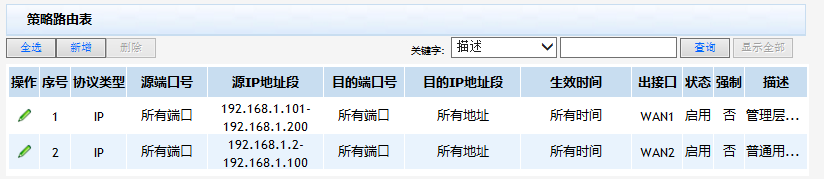 策略路由表
全选 新增 删除 关键字: 描述 查询 显示全部
操作 序号 协议类型 源端口号 源IP地址段 目的端口号 目的IP地址段 生效时间 出接口 状态 强制 描述
1 IP 所有端口 192.168.1.101-192.168.1.200 所有端口 所有地址 所有时间 WAN1 启用 否 管理层...
2 IP 所有端口 192.168.1.2-192.168.1.100 所有端口 所有地址 所有时间 WAN2 启用 否 普通用...